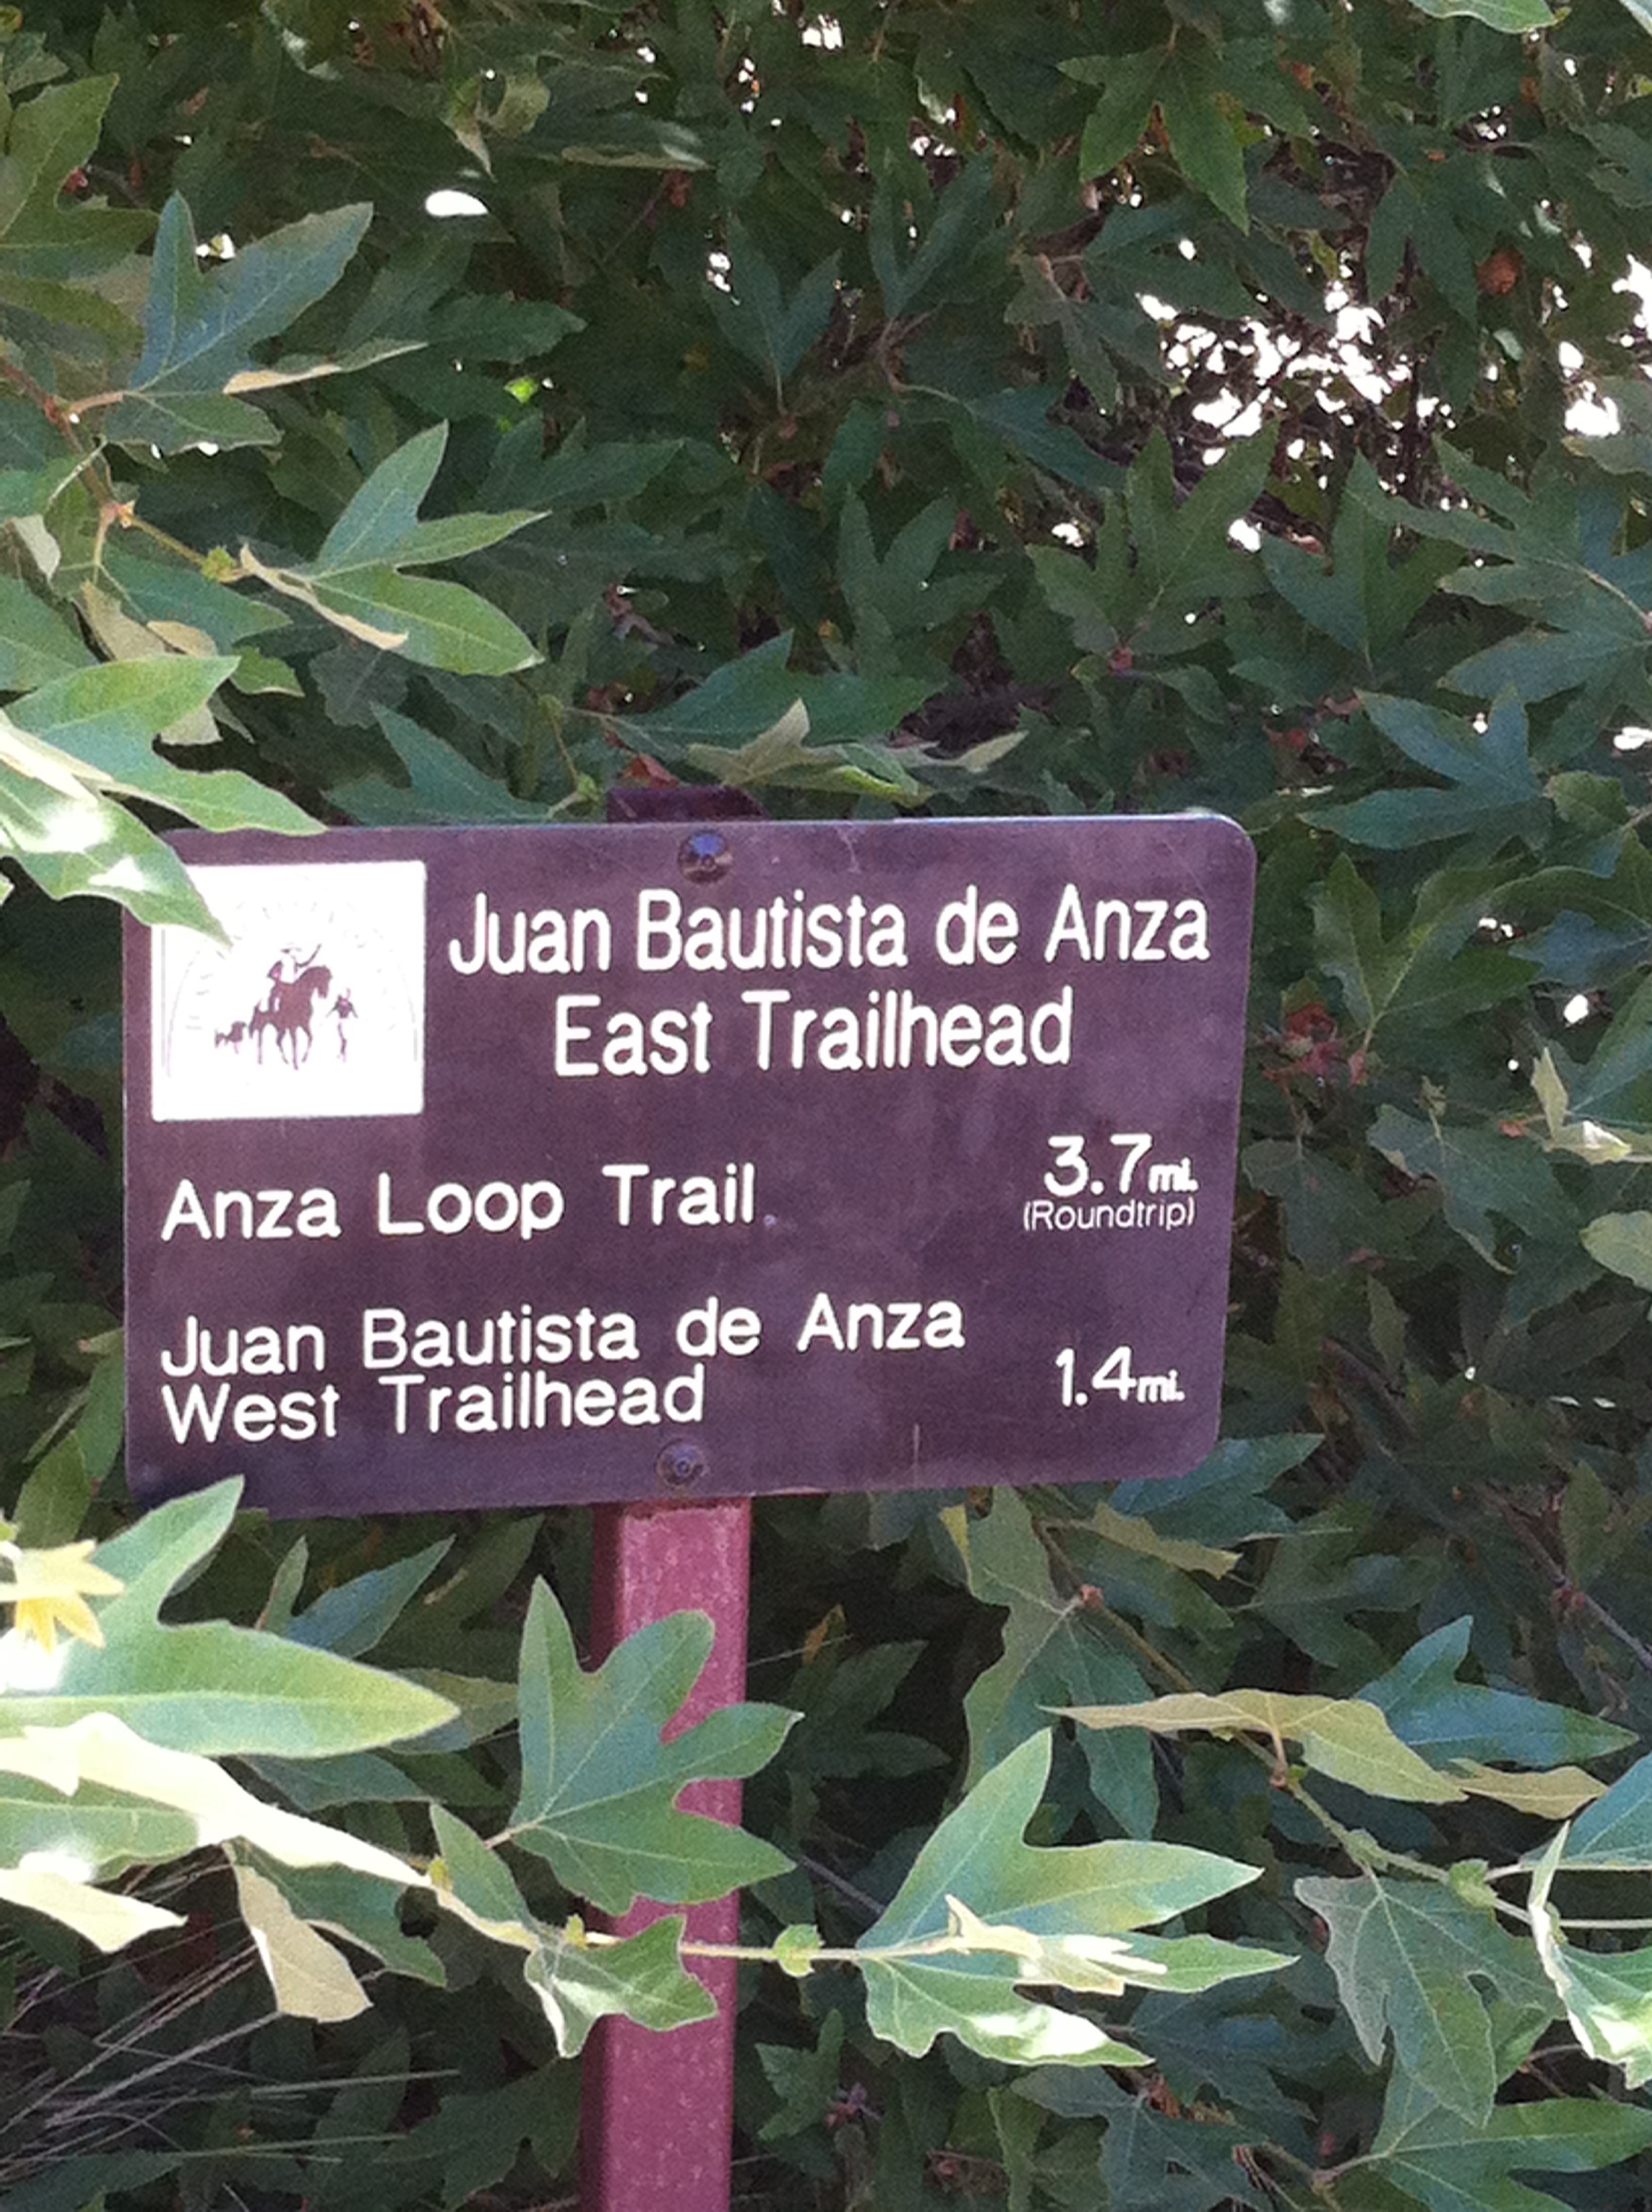 Juan Bautista de Anza
East Trailhead
Anza Loop Trail
3.7mi.
(Roundtrip)
Juan Bautista de Anza
West Trailhead
1.4mi.